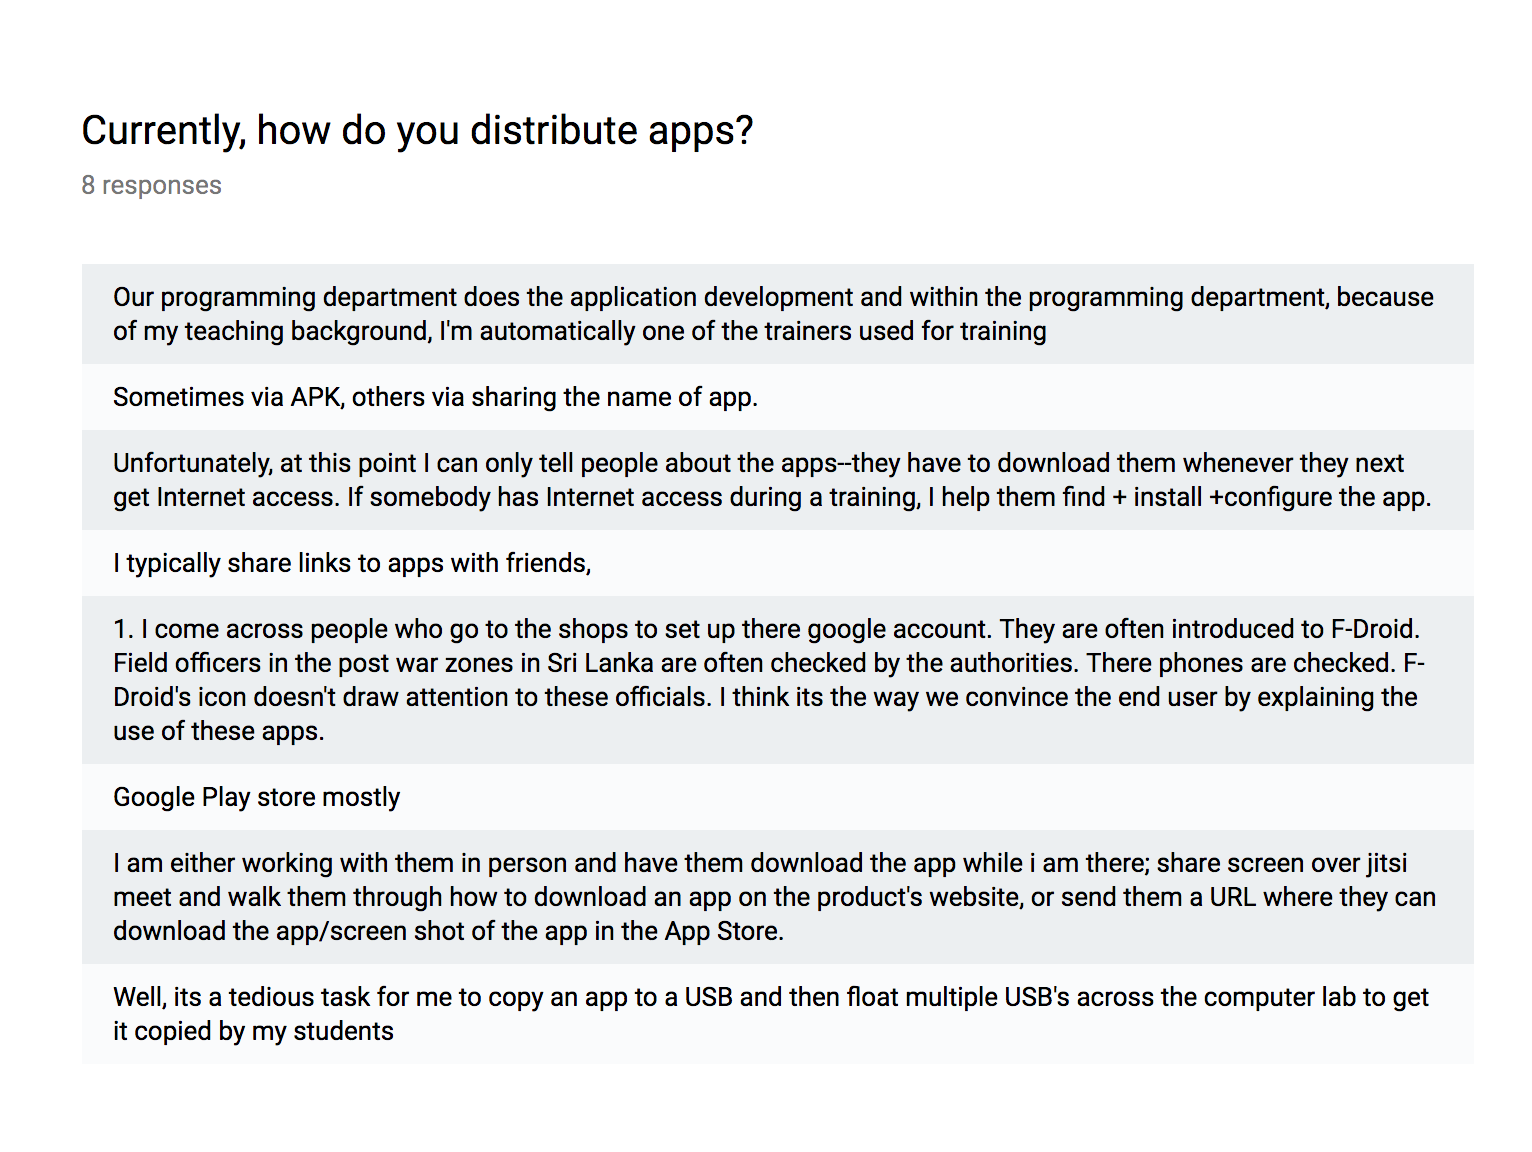 Currently, how do you distribute apps?
8 responses
Our programming department does the application development and within the programming department, because
of my teaching background, I'm automatically one of the trainers used for training
Sometimes via APK, others via sharing the name of app.
Unfortunately, at this point I can only tell people about the apps--they have to download them whenever they next
get Internet access. If somebody has Internet access during a training, I help them find + install +configure the app.
I typically share links to apps with friends,
1. I come across people who go to the shops to set up there google account. They are often introduced to F-Droid.
Field officers in the post war zones in Sri Lanka are often checked by the authorities. There phones are checked. F-
Droid's icon doesn't draw attention to these officials. I think its the way we convince the end user by explaining the
use of these apps.
Google Play store mostly
I am either working with them in person and have them download the app while i am there; share screen over jitsi
meet and walk them through how to download an app on the product's website, or send them a URL where they can
download the app/screen shot of the app in the App Store.
Well, its a tedious task for me to copy an app to a USB and then float multiple USB's across the computer lab to get
it copied by my students